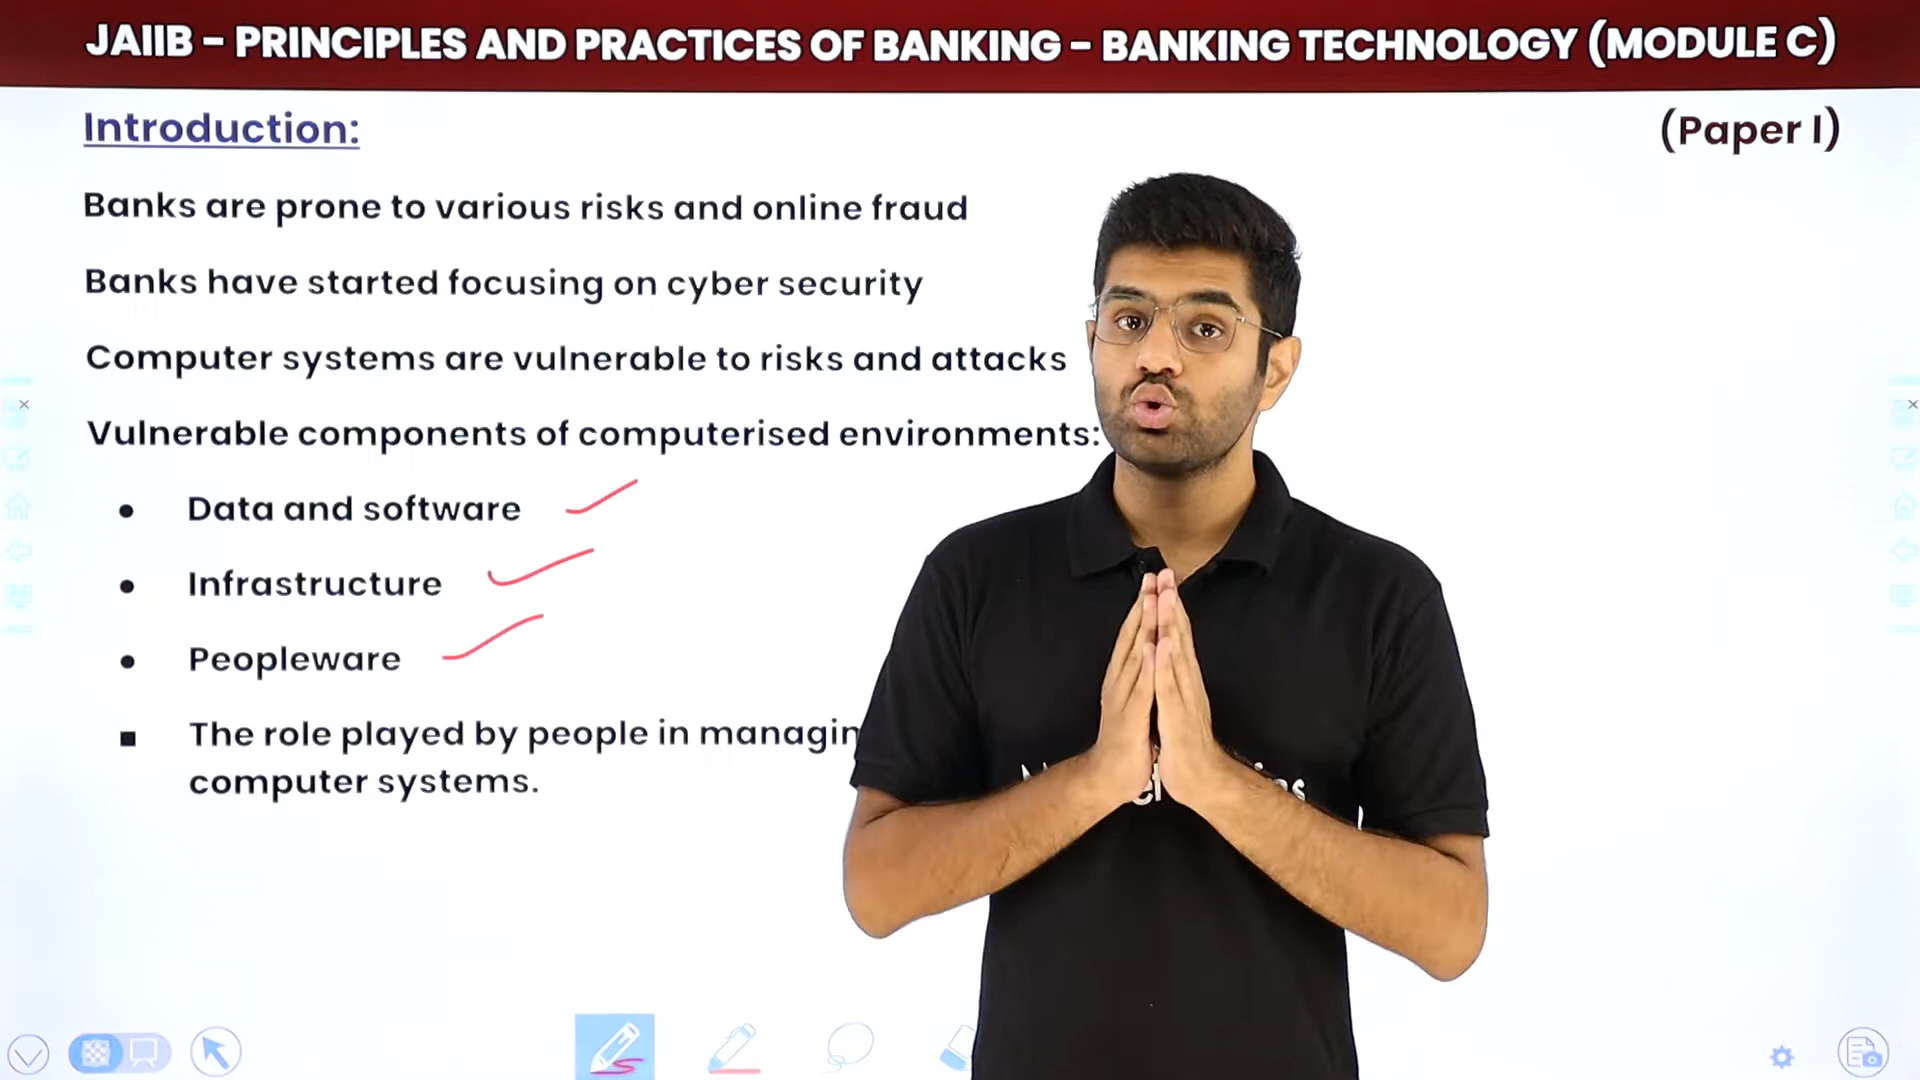 JAIIB – PRINCIPLES AND PRACTICES OF BANKING – BANKING TECHNOLOGY (MODULE C)
Introduction:
(Paper I)
Banks are prone to various risks and online fraud
Banks have started focusing on cyber security
Computer systems are vulnerable to risks and attacks
Vulnerable components of computerised environments:
• Data and software
• Infrastructure
• Peopleware
■ The role played by people in managin
computer systems.